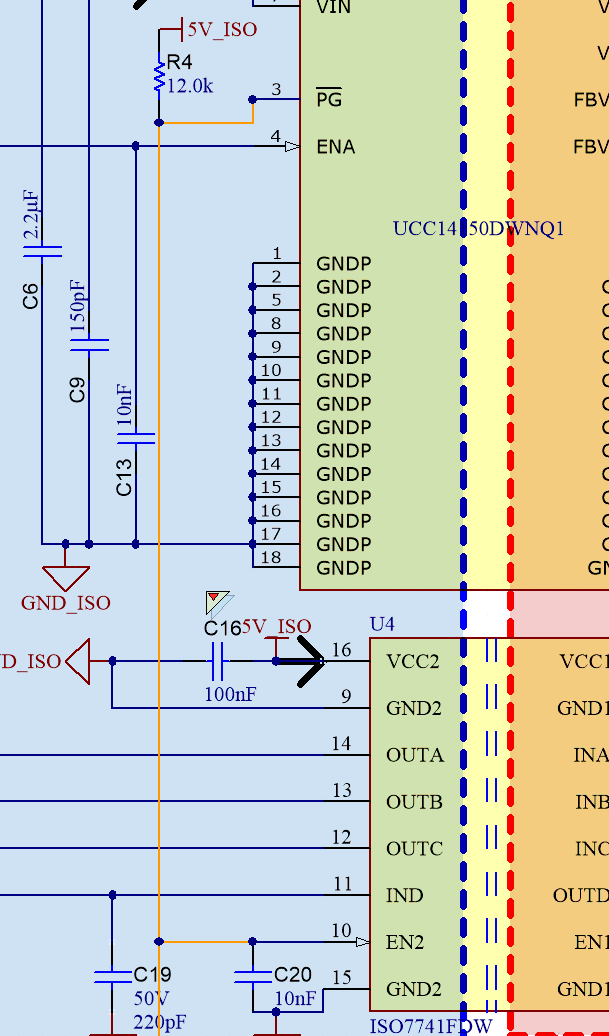 VIN
5V_ISO
R4
12.0k
3
PG
FBV
4
ENA
FBV
UCC14
50DWNQ1
2.2µF
C6
150pF
C9
10nF
C13
1
GNDP
2
GNDP
5
GNDP
8
GNDP
9
GNDP
10
GNDP
11
GNDP
12
GNDP
13
GNDP
14
GNDP
15
GNDP
16
GNDP
17
GNDP
18
GNDP
GND_ISO
C16
5V_ISO
U4
D_ISO
16
VCC2
VCC1
100nF
9
GND2
GND1
14
OUTA
INA
13
OUTB
INB
12
OUTC
INC
11
IND
OUTD
10
EN2
EN1
C19
50V
220pF
C20
10nF
15
GND2
GND1
ISO7741FDW